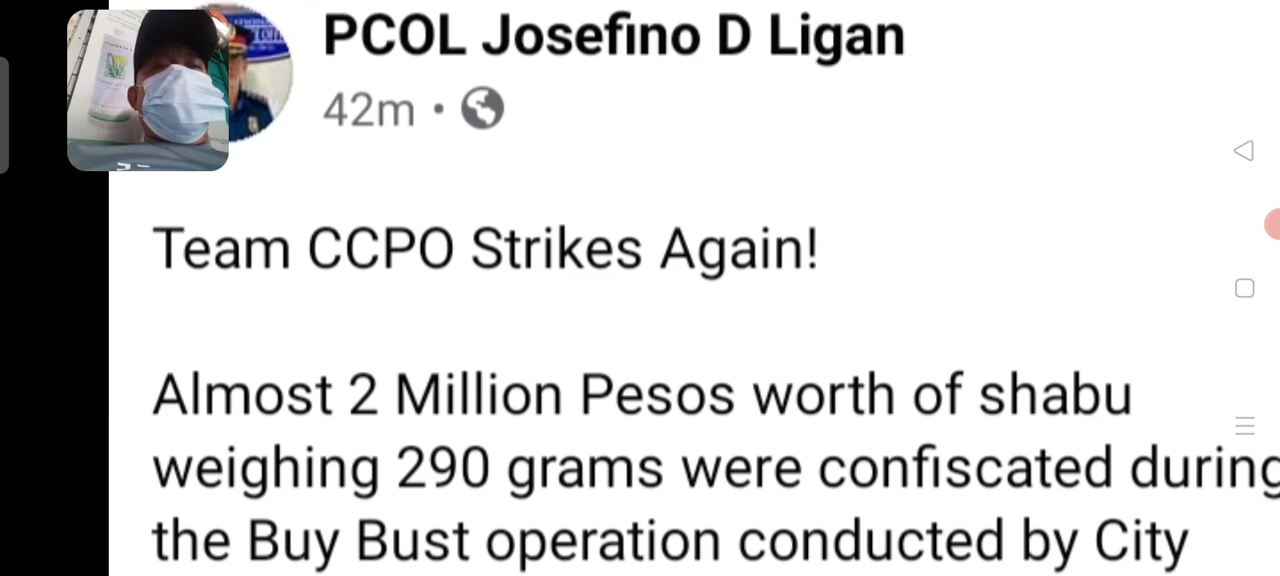 PCOL Josefino D Ligan
42m
Team CCPO Strikes Again!
Almost 2 Million Pesos worth of shabu
weighing 290 grams were confiscated during
the Buy Bust operation conducted by City